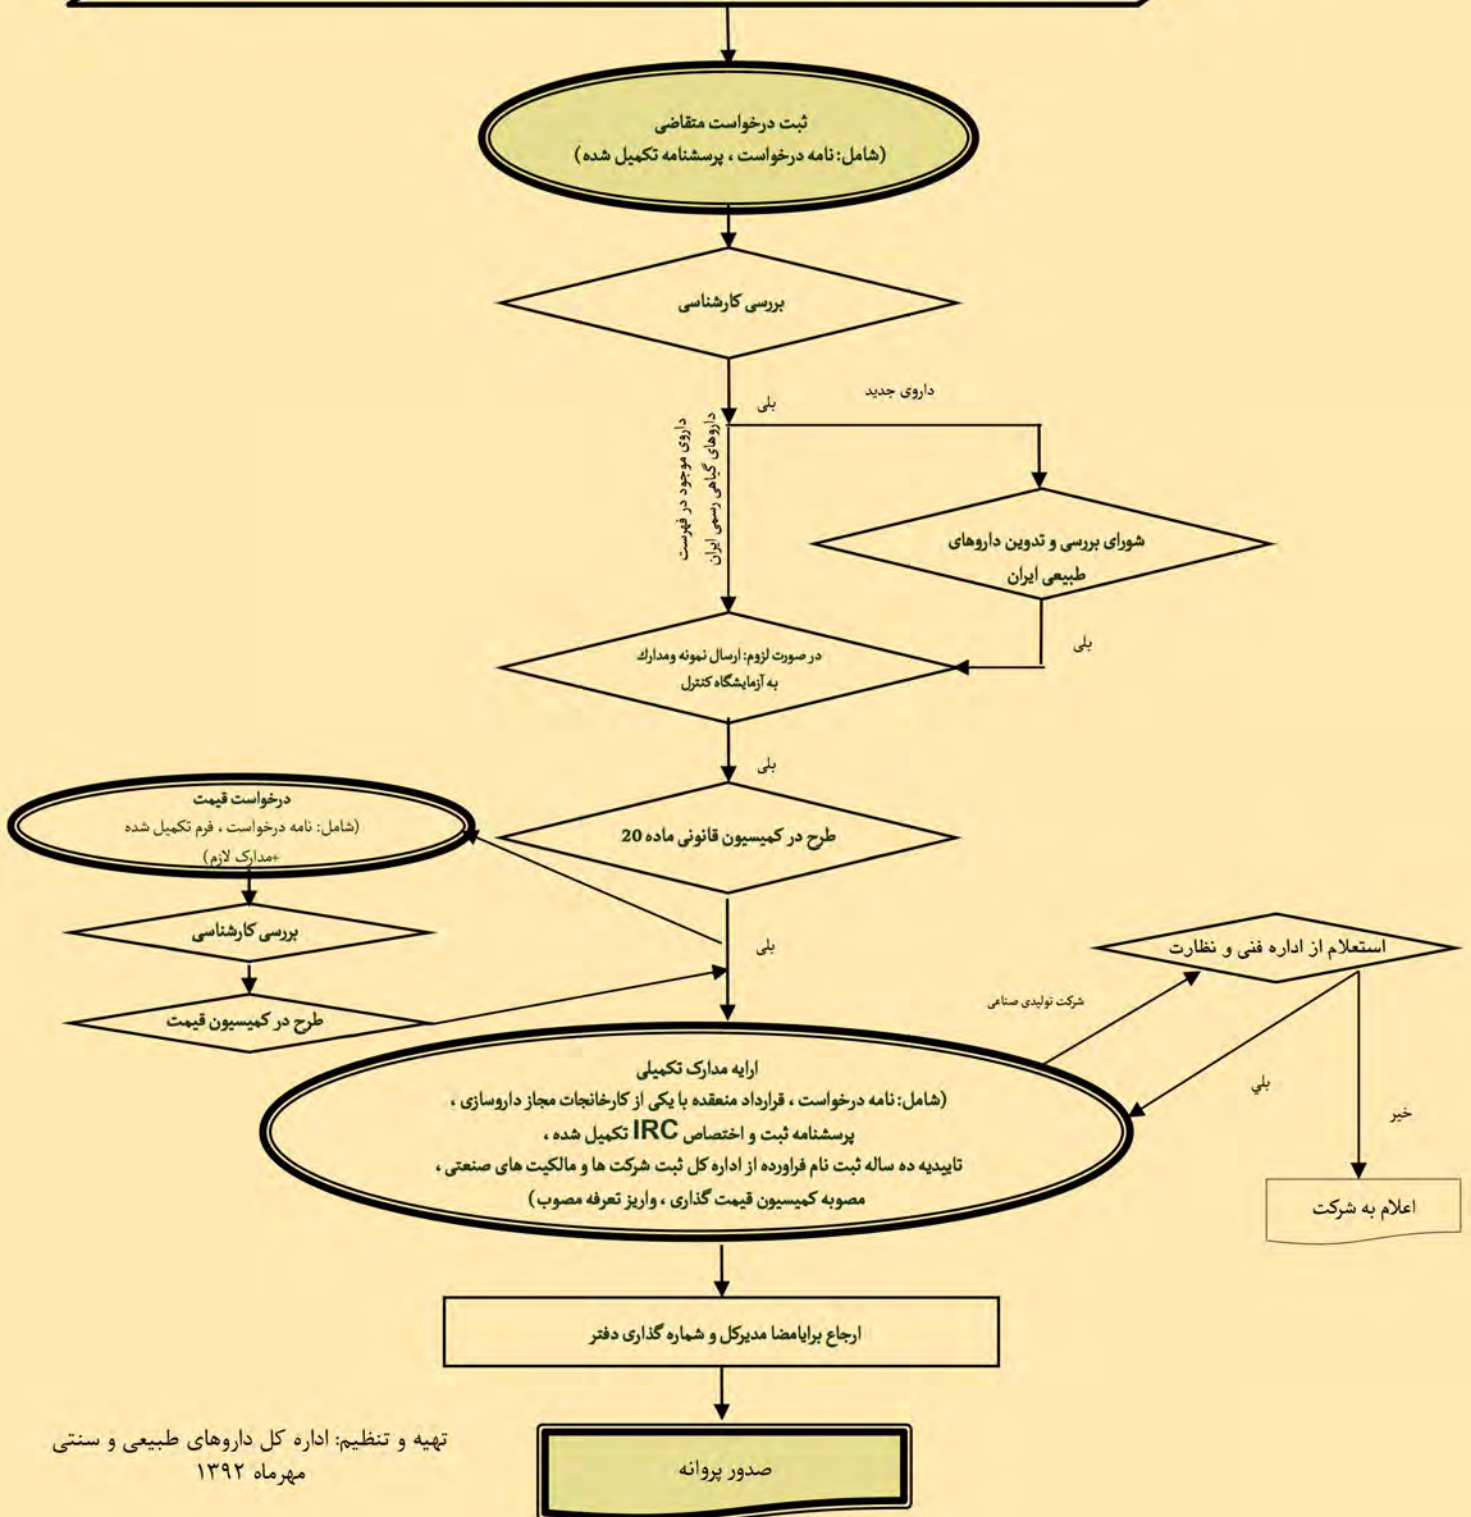 ثبت درخواست متقاضی
(شامل: نامه درخواست ، پرسشنامه تکمیل شده)
بررسی کارشناسی
بلی
داروی جدید
داروی موجود در فهرست
داروهای گیاهی رسمی ایران
شورای بررسی و تدوین داروهای
طبیعی ایران
بلی
در صورت لزوم: ارسال نمونه ومدارك
به آزمایشگاه کنترل
بلی
طرح در کمیسیون قانونی ماده 20
درخواست قیمت
(شامل: نامه درخواست ، فرم تکمیل شده
+مدارک لازم)
بررسی کارشناسی
طرح در کمیسیون قیمت
بلی
شرکت تولیدی صناعی
استعلام از اداره فنی و نظارت
بلي
خیر
اعلام به شرکت
ارایه مدارک تکمیلی
(شامل: نامه درخواست ، قرارداد منعقده با یکی از کارخانجات مجاز داروسازی ،
پرسشنامه ثبت و اختصاص IRC تکمیل شده ،
تاییدیه ده ساله ثبت نام فراورده از اداره کل ثبت شرکت ها و مالکیت های صنعتی ،
مصوبه کمیسیون قیمت گذاری ، واریز تعرفه مصوب)
ارجاع برایامضا مدیرکل و شماره گذاری دفتر
صدور پروانه
تهیه و تنظیم: اداره کل داروهای طبیعی و سنتی
مهرماه ۱۳۹۲